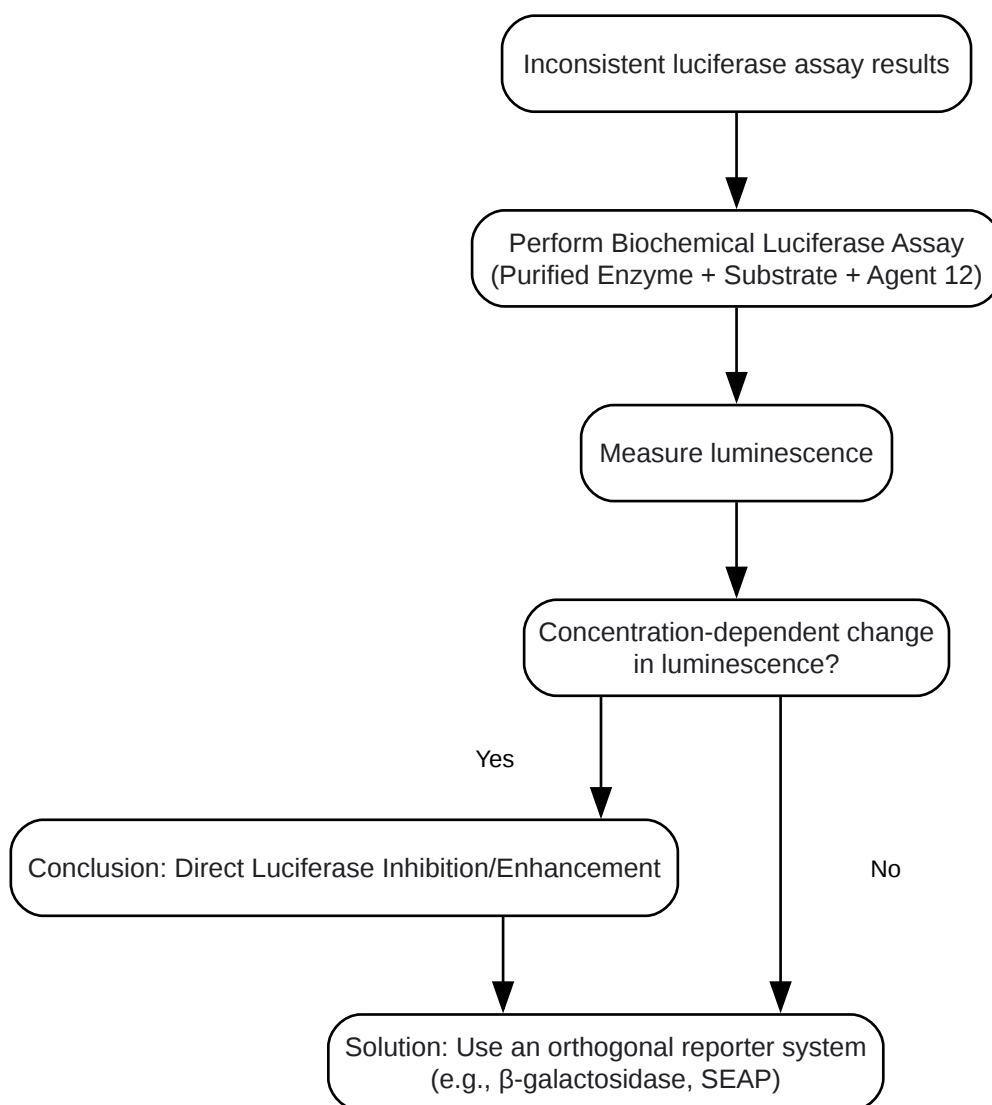 Inconsistent luciferase assay results
Perform Biochemical Luciferase Assay
(Purified Enzyme + Substrate + Agent 12)
Measure luminescence
Concentration-dependent change
in luminescence?
Yes
Conclusion: Direct Luciferase Inhibition/Enhancement
No
Solution: Use an orthogonal reporter system
(e.g., β-galactosidase, SEAP)